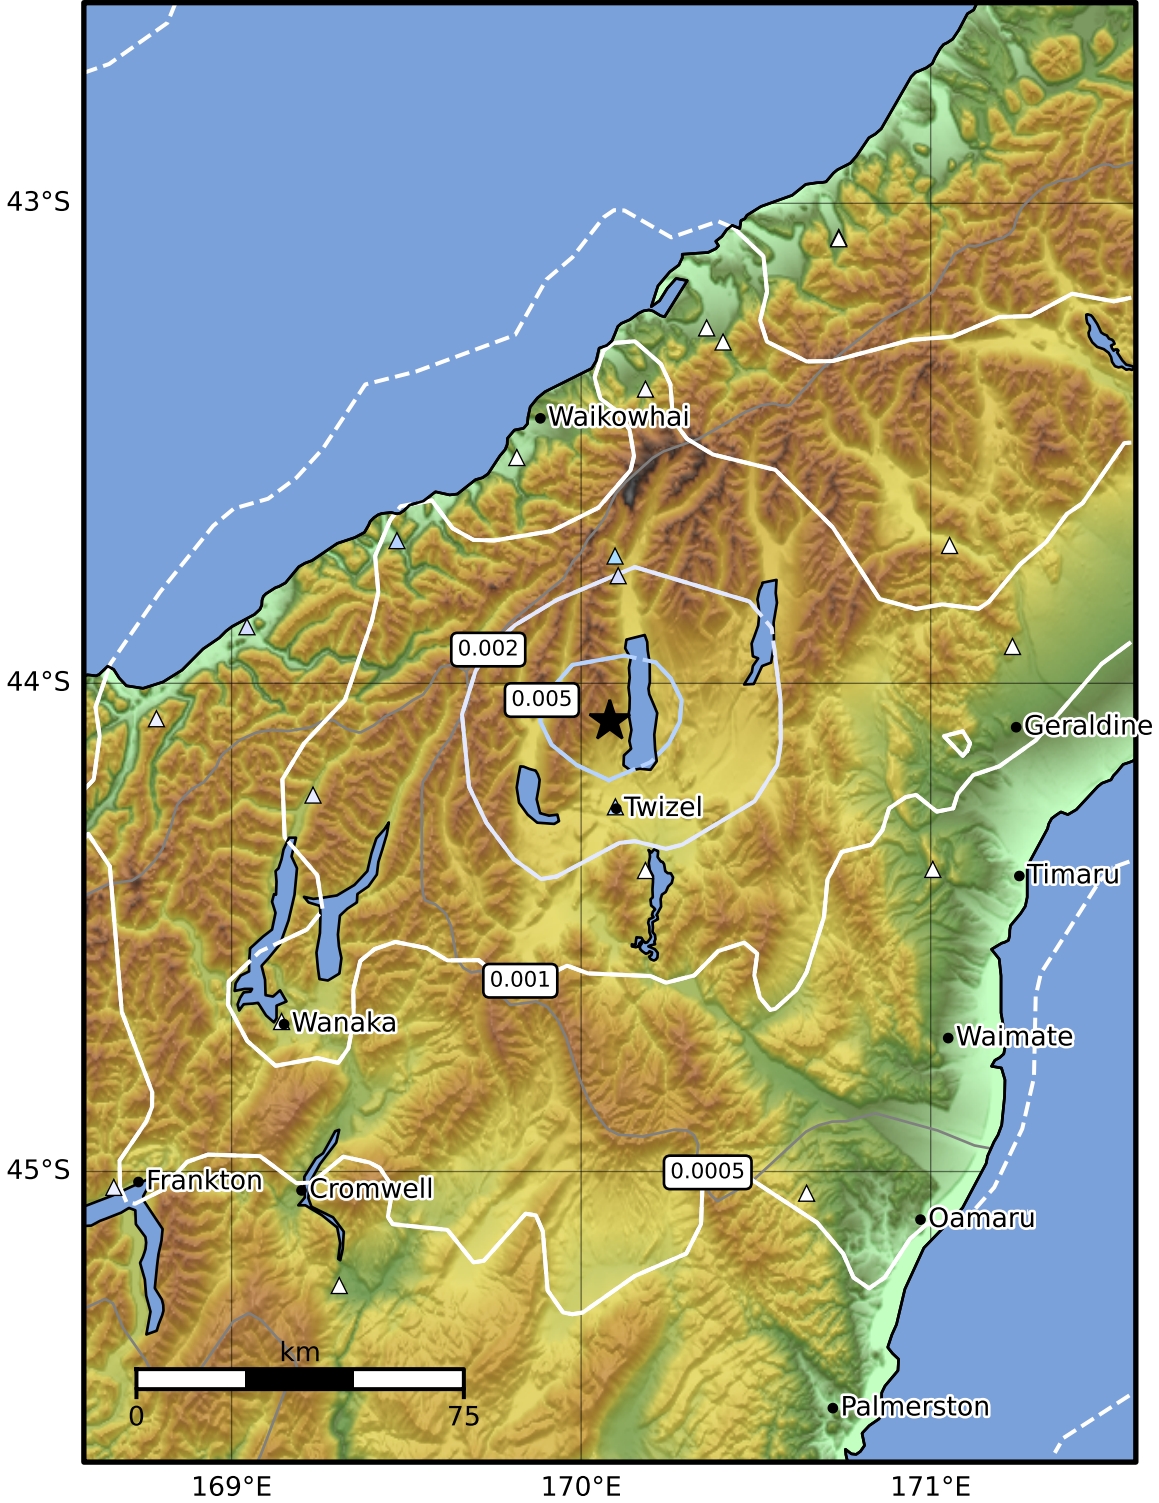 43°S
Waikowhai
0.002
44°S
0.005
Geraldine
Twizel
Timaru
0.001
Wanaka
Waimate
45°S
Frankton
Cromwell
0.0005
Oamaru
km
0
75
Palmerston
169°E
170°E
171°E